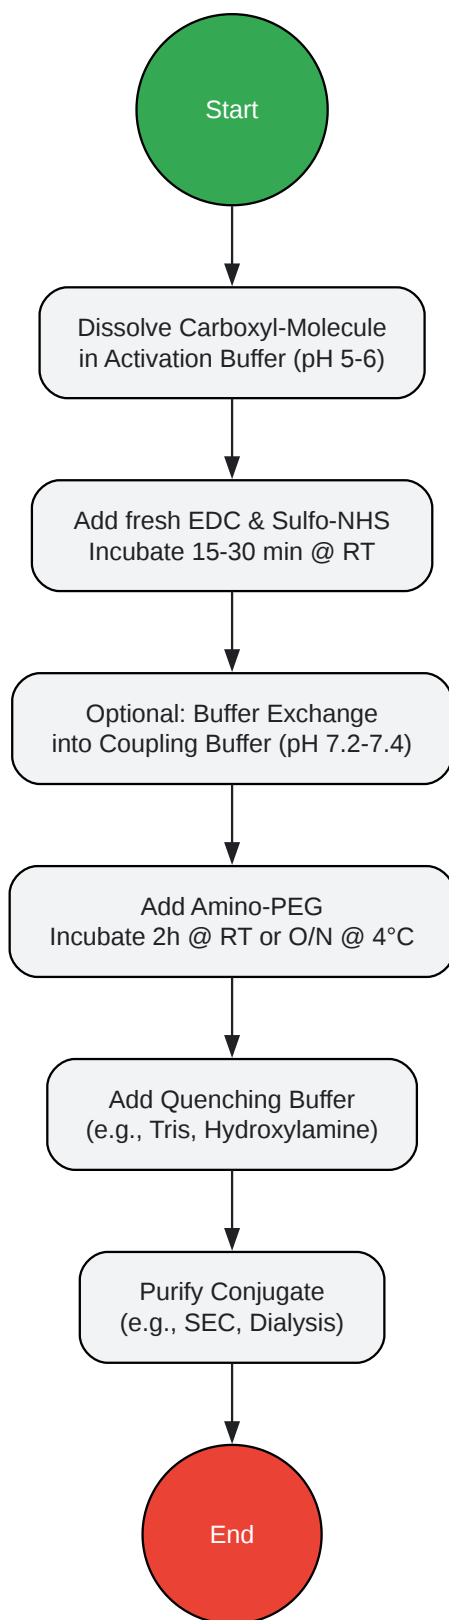 Start
Dissolve Carboxyl-Molecule
in Activation Buffer (pH 5-6)
Add fresh EDC & Sulfo-NHS
Incubate 15-30 min @ RT
Optional: Buffer Exchange
into Coupling Buffer (pH 7.2-7.4)
Add Amino-PEG
Incubate 2h @ RT or O/N @ 4°C
Add Quenching Buffer
(e.g., Tris, Hydroxylamine)
Purify Conjugate
(e.g., SEC, Dialysis)
End